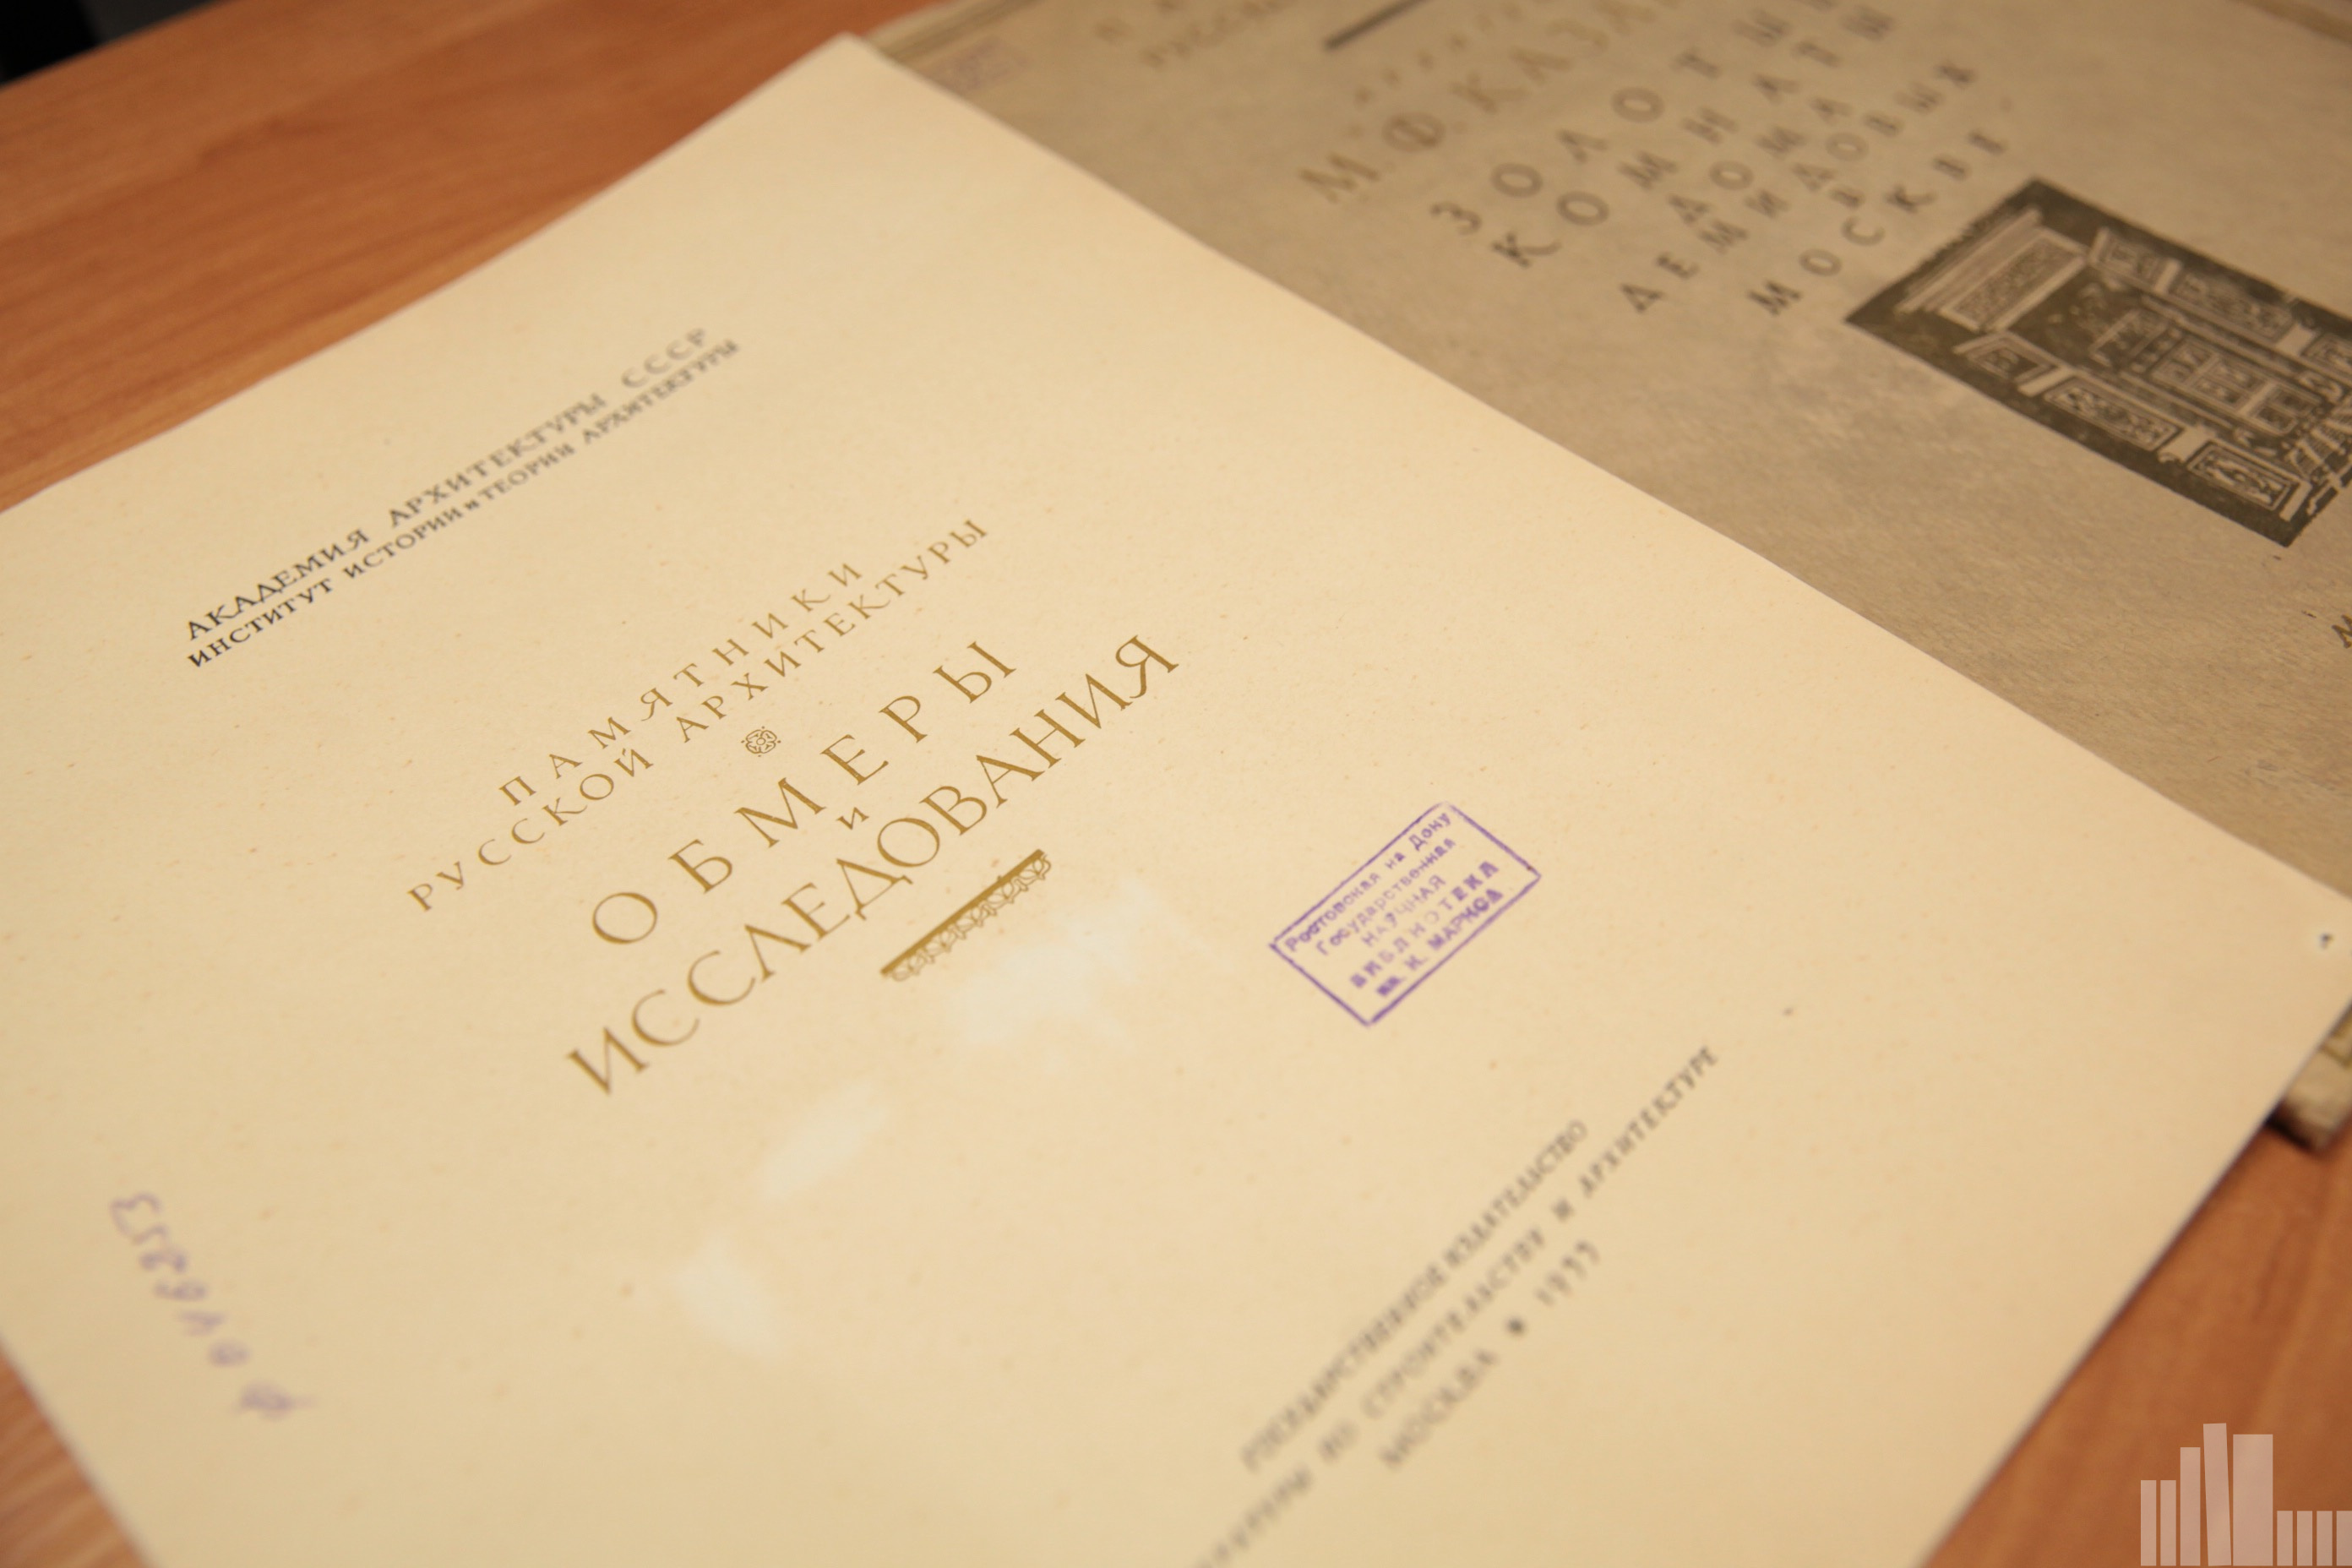 АКАДЕМИЯ АРХИТЕКТУРЫ СССР
ИНСТИТУТ ИСТОРИИ И ТЕОРИИ АРХИТЕКТУРЫ
ПАМЯТНИКИ
РУССКОЙ АРХИТЕКТУРЫ
ОБМЕРЫ
И
ИССЛЕДОВАНИЯ
Ростовская на Дону
Государственная
НАУЧНАЯ
БИБЛИОТЕКА
им. К. МАРКСА
ГОСУДАРСТВЕННОЕ ИЗДАТЕЛЬСТВО
ПО СТРОИТЕЛЬСТВУ И АРХИТЕКТУРЕ
МОСКВА
М. Ф.
ЗОЛОТЫЕ
КОМНАТЫ
ДОМА
ДЕМИДОВЫХ
в
МОСКВЕ